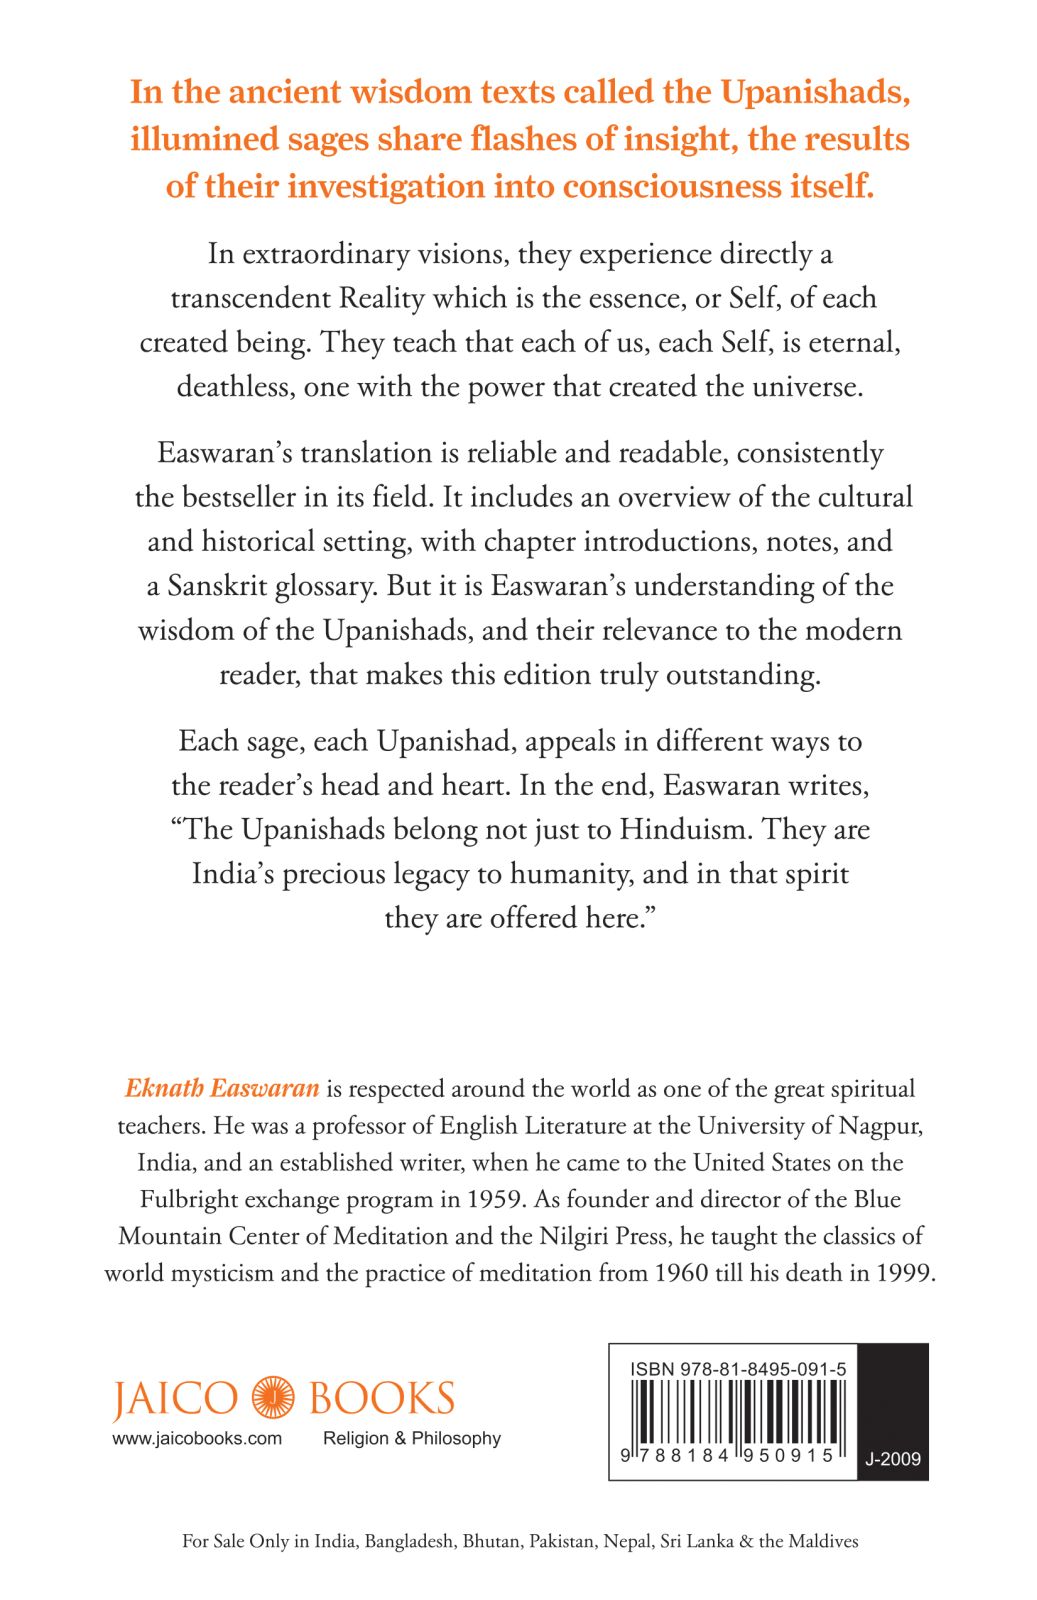 In the ancient wisdom texts called the Upanishads,
illumined sages share flashes of insight, the results
of their investigation into consciousness itself.
In extraordinary visions, they experience directly a
transcendent Reality which is the essence, or Self, of each
created being. They teach that each of us, each Self, is eternal,
deathless, one with the power that created the universe.
Easwaran’s translation is reliable and readable, consistently
the bestseller in its field. It includes an overview of the cultural
and historical setting, with chapter introductions, notes, and
a Sanskrit glossary. But it is Easwaran’s understanding of the
wisdom of the Upanishads, and their relevance to the modern
reader, that makes this edition truly outstanding.
Each sage, each Upanishad, appeals in different ways to
the reader’s head and heart. In the end, Easwaran writes,
“The Upanishads belong not just to Hinduism. They are
India’s precious legacy to humanity, and in that spirit
they are offered here.”
Eknath Easwaran is respected around the world as one of the great spiritual
teachers. He was a professor of English Literature at the University of Nagpur,
India, and an established writer, when he came to the United States on the
Fulbright exchange program in 1959. As founder and director of the Blue
Mountain Center of Meditation and the Nilgiri Press, he taught the classics of
world mysticism and the practice of meditation from 1960 till his death in 1999.
JAICO J BOOKS
www.jaicobooks.com Religion & Philosophy
ISBN 978-81-8495-091-5
9 788184 950915
J-2009
For Sale Only in India, Bangladesh, Bhutan, Pakistan, Nepal, Sri Lanka & the Maldives